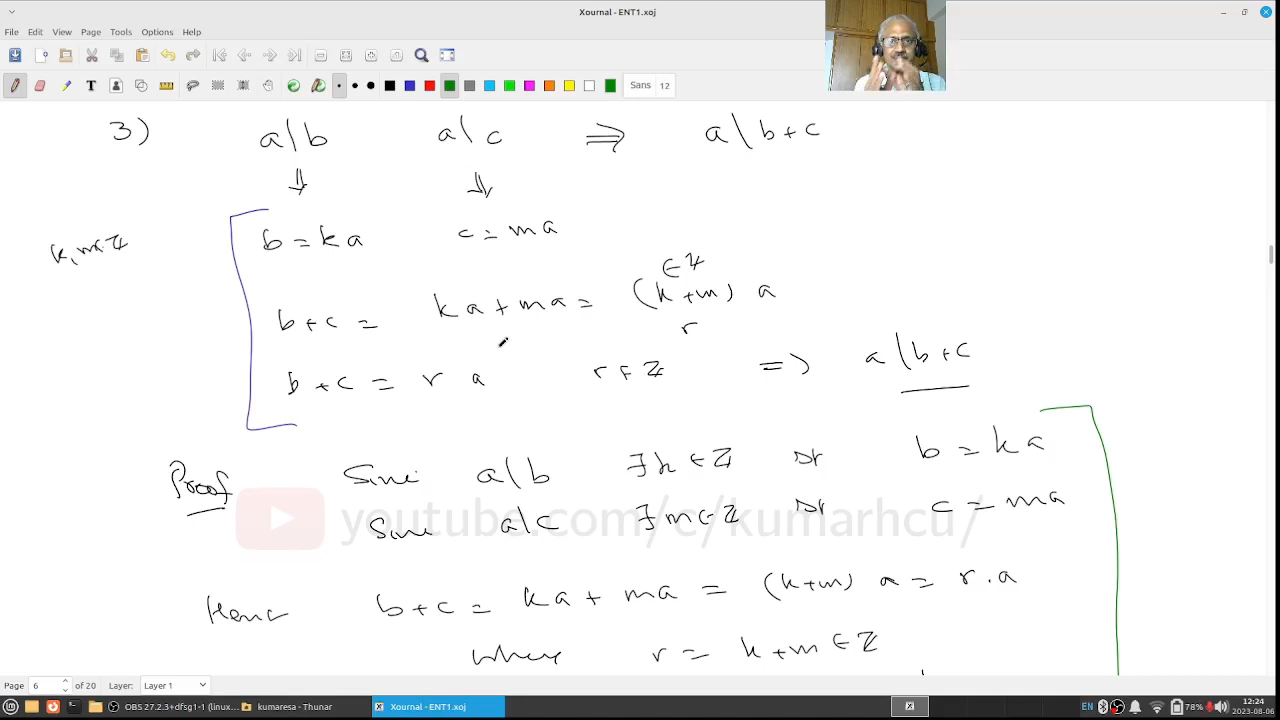 Xournal - ENT1.xoj
File Edit View Page Tools Options Help
T Sans 12
3) a|b a|c ⇒ a|b+c
⇓ ⇓
k, m ∈ ℤ b = ka c = ma
∈ ℤ
b+c = ka + ma = (k+m) a
r
b+c = r a r ∈ ℤ ⇒ a|b+c
Proof Since a|b ∃ k ∈ ℤ st b = ka
Since a|c ∃ m ∈ ℤ st c = ma
youtube.com/c/kumarhcu/
Hence b+c = ka + ma = (k+m) a = r.a
where r = k+m ∈ ℤ
Page 6 of 20 Layer: Layer 1
OBS 27.2.3+dfsg1-1 (linux... kumaresa - Thunar Xournal - ENT1.xoj EN 78% 12:24
2023-08-06